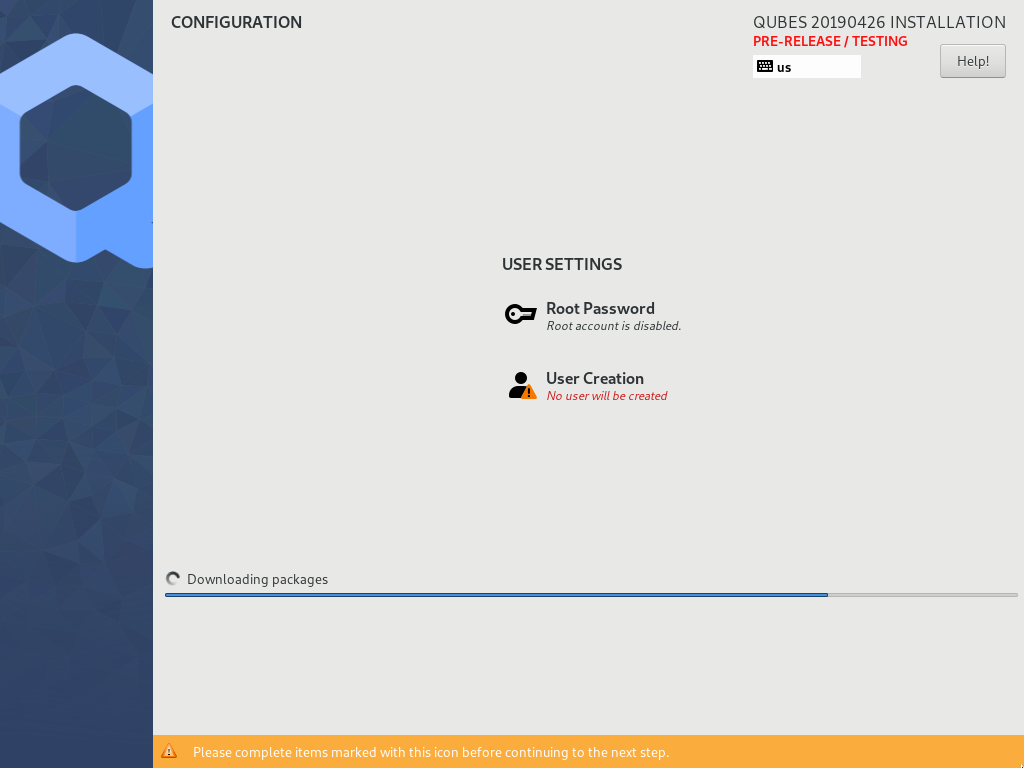 CONFIGURATION
QUBES 20190426 INSTALLATION
PRE-RELEASE / TESTING
us
Help!
USER SETTINGS
Root Password
Root account is disabled.
User Creation
No user will be created
Downloading packages
Please complete items marked with this icon before continuing to the next step.